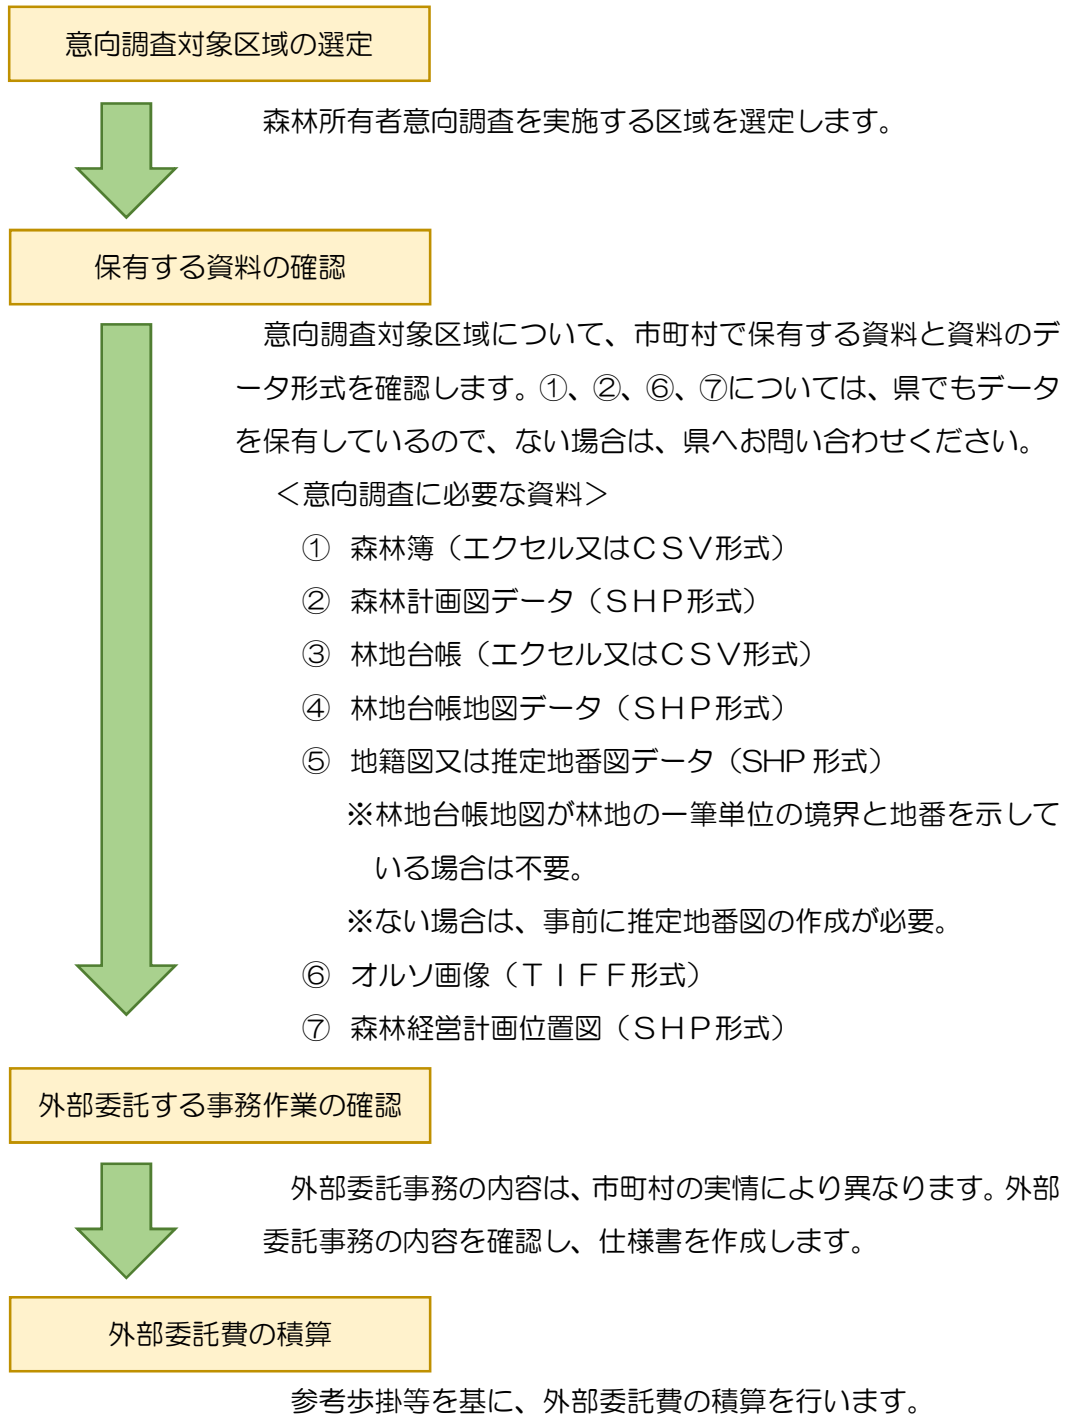 意向調査対象区域の選定
森林所有者意向調査を実施する区域を選定します。
保有する資料の確認
意向調査対象区域について、市町村で保有する資料と資料のデ
ータ形式を確認します。①、②、⑥、⑦については、県でもデータ
を保有しているので、ない場合は、県へお問い合わせください。
＜意向調査に必要な資料＞
① 森林簿（エクセル又はＣＳＶ形式）
② 森林計画図データ（ＳＨＰ形式）
③ 林地台帳（エクセル又はＣＳＶ形式）
④ 林地台帳地図データ（ＳＨＰ形式）
⑤ 地籍図又は推定地番図データ（SHP 形式）
※林地台帳地図が林地の一筆単位の境界と地番を示して
いる場合は不要。
※ない場合は、事前に推定地番図の作成が必要。
⑥ オルソ画像（ＴＩＦＦ形式）
⑦ 森林経営計画位置図（ＳＨＰ形式）
外部委託する事務作業の確認
外部委託事務の内容は、市町村の実情により異なります。外部
委託事務の内容を確認し、仕様書を作成します。
外部委託費の積算
参考歩掛等を基に、外部委託費の積算を行います。